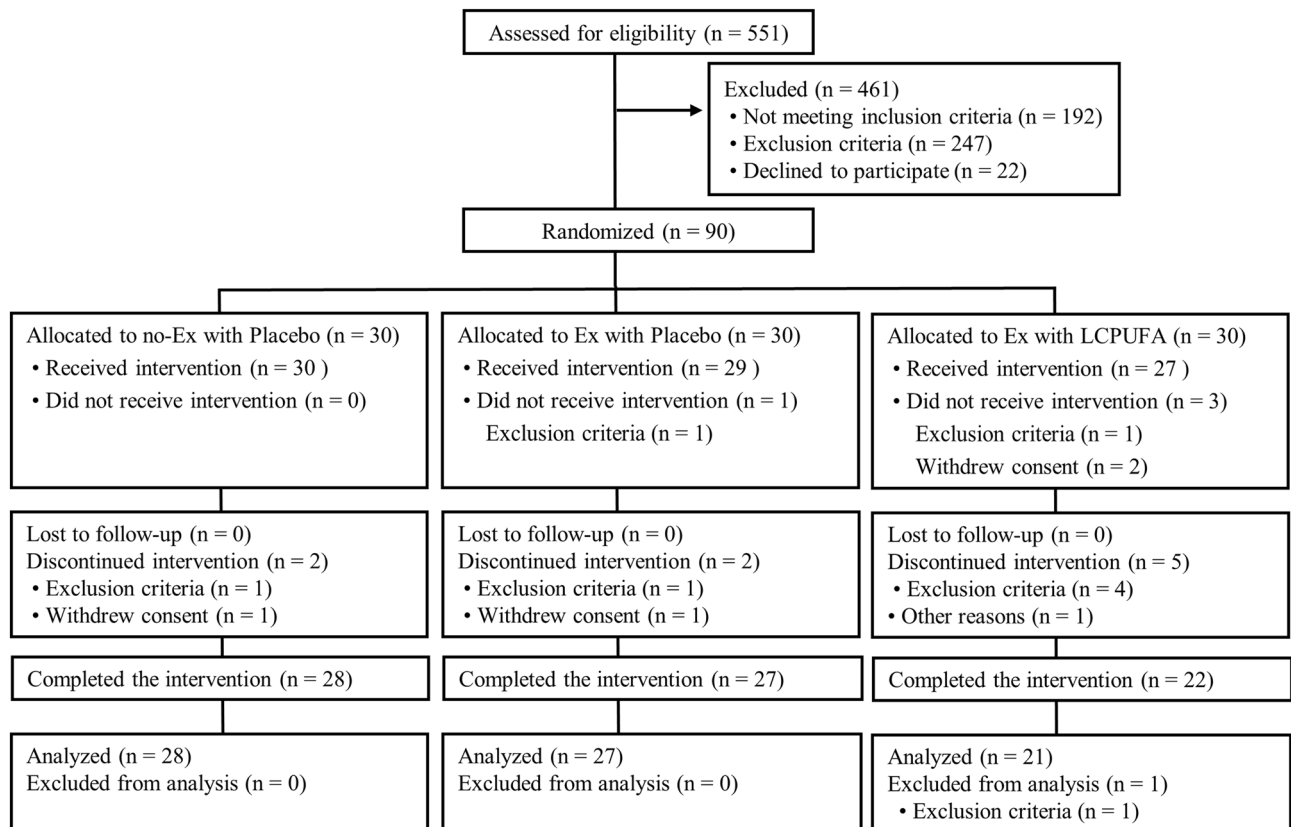 Assessed for eligibility (n = 551)
Excluded (n = 461)
• Not meeting inclusion criteria (n = 192)
• Exclusion criteria (n = 247)
• Declined to participate (n = 22)
Randomized (n = 90)
Allocated to no-Ex with Placebo (n = 30)
• Received intervention (n = 30 )
• Did not receive intervention (n = 0)
Allocated to Ex with Placebo (n = 30)
• Received intervention (n = 29 )
• Did not receive intervention (n = 1)
Exclusion criteria (n = 1)
Allocated to Ex with LCPUFA (n = 30)
• Received intervention (n = 27 )
• Did not receive intervention (n = 3)
Exclusion criteria (n = 1)
Withdrew consent (n = 2)
Lost to follow-up (n = 0)
Discontinued intervention (n = 2)
• Exclusion criteria (n = 1)
• Withdrew consent (n = 1)
Lost to follow-up (n = 0)
Discontinued intervention (n = 2)
• Exclusion criteria (n = 1)
• Withdrew consent (n = 1)
Lost to follow-up (n = 0)
Discontinued intervention (n = 5)
• Exclusion criteria (n = 4)
• Other reasons (n = 1)
Completed the intervention (n = 28)
Completed the intervention (n = 27)
Completed the intervention (n = 22)
Analyzed (n = 28)
Excluded from analysis (n = 0)
Analyzed (n = 27)
Excluded from analysis (n = 0)
Analyzed (n = 21)
Excluded from analysis (n = 1)
• Exclusion criteria (n = 1)